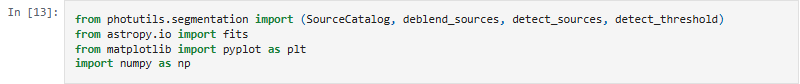 In [13]:
from photutils.segmentation import (SourceCatalog, deblend_sources, detect_sources, detect_threshold)
from astropy.io import fits
from matplotlib import pyplot as plt
import numpy as np